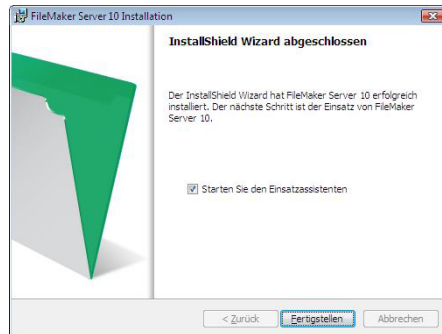 FileMaker Server 10 Installation
InstallShield Wizard abgeschlossen
Der InstallShield Wizard hat FileMaker Server 10 erfolgreich
installiert. Der nächste Schritt ist der Einsatz von FileMaker
Server 10.
Starten Sie den Einsatzassistenten
< Zurück
Fertigstellen
Abbrechen